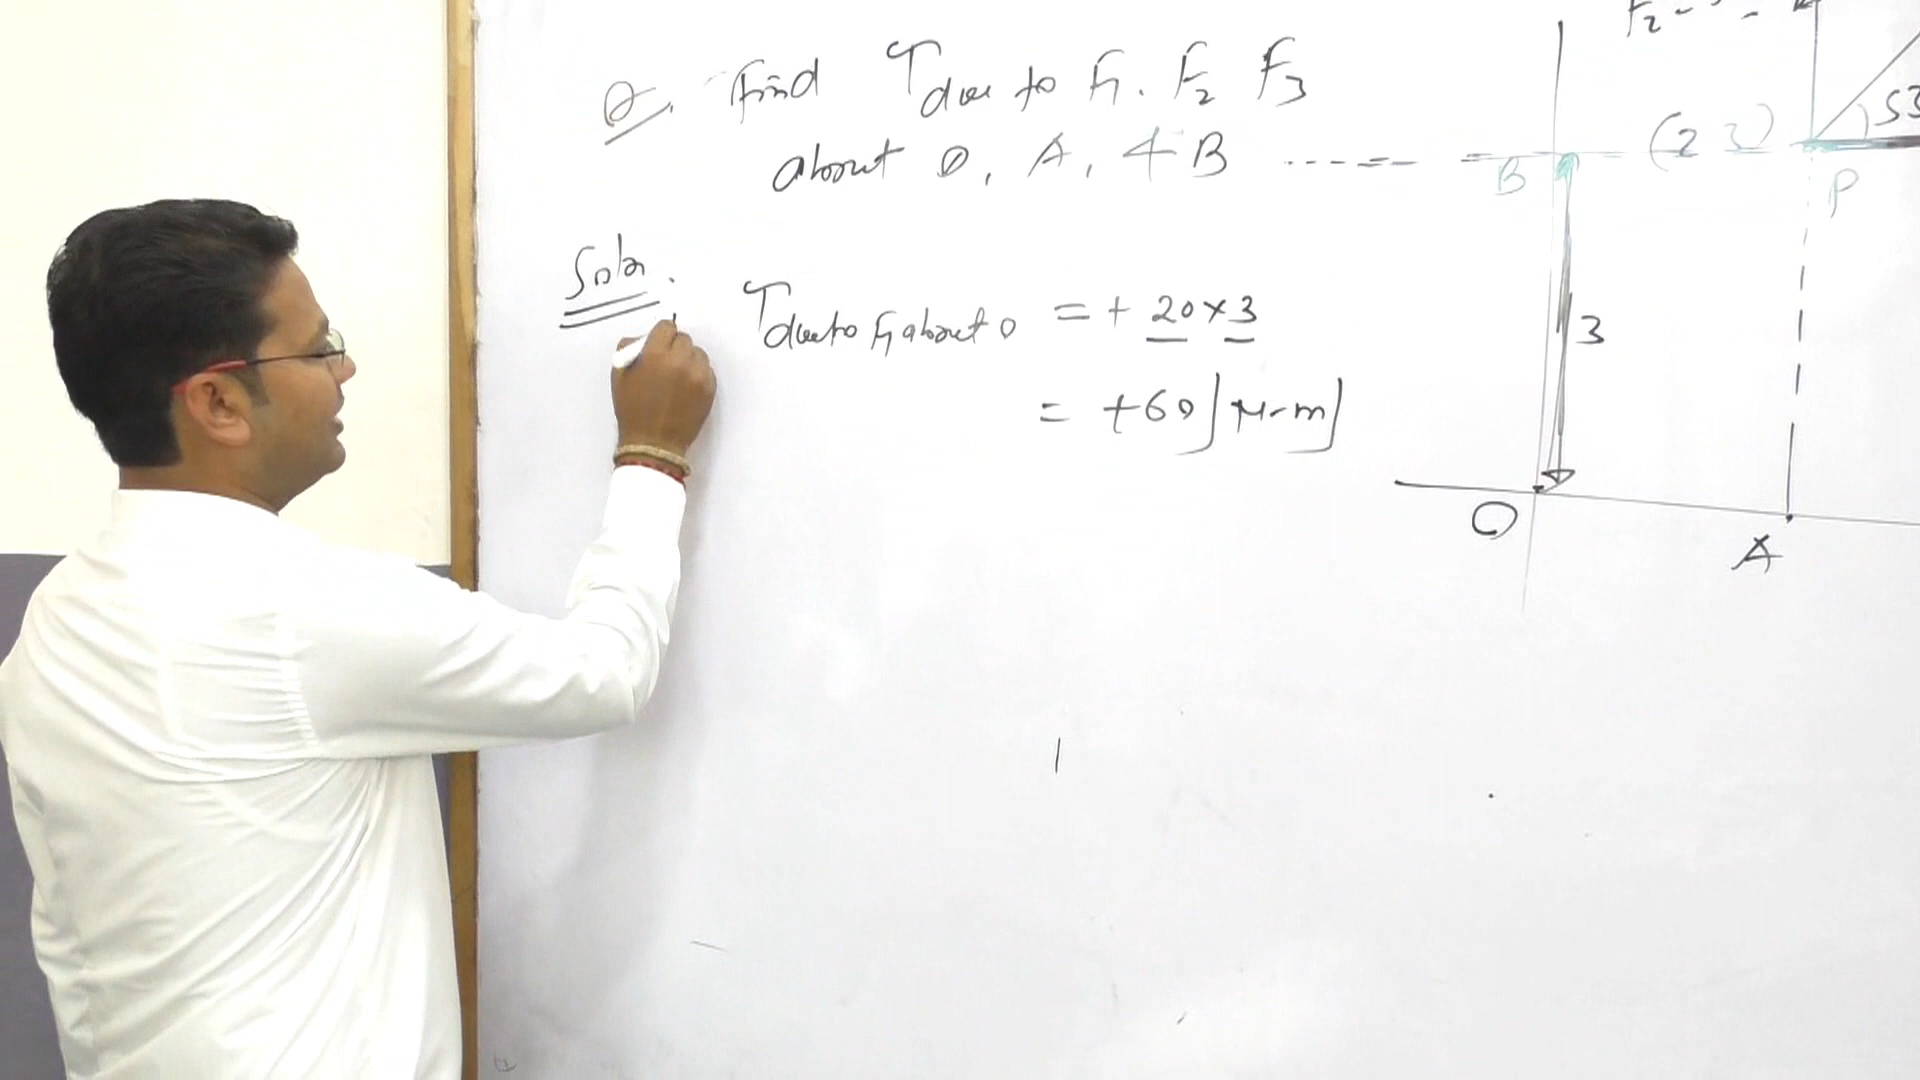 Q. Find τ due to F1. F2 F3
about O, A, & B
Soln. τ due to F1 about O = + 20 × 3
= +60 N-m
F2
53
(2 3)
B
P
3
O
A